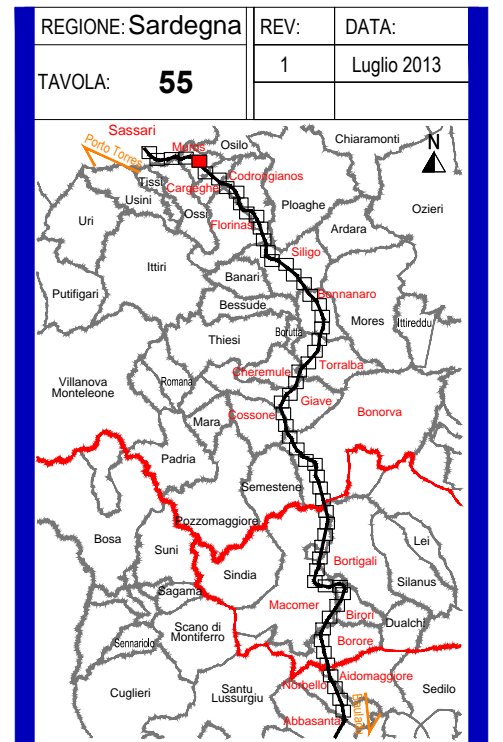 REGIONE: Sardegna
REV:
DATA:
TAVOLA: 55
1
Luglio 2013
Sassari
Porto Torres
Muros
Osilo
Chiaramonti
N
Tissi
Cargeghe
Codrongianos
Usini
Ossi
Ploaghe
Ozieri
Uri
Florinas
Ardara
Siligo
Ittiri
Banari
Putifigari
Bessude
Bonnanaro
Mores
Ittireddu
Thiesi
Borutta
Cheremule
Torralba
Villanova
Monteleone
Romana
Giave
Cossone
Bonorva
Mara
Padria
Semestene
Pozzomaggiore
Bosa
Suni
Lei
Bortigali
Sindia
Silanus
Sagama
Macomer
Birori
Dualchi
Scano di
Montiferro
Sennariolo
Borore
Aidomaggiore
Cuglieri
Santu
Lussurgiu
Norbello
Sedilo
Abbasanta